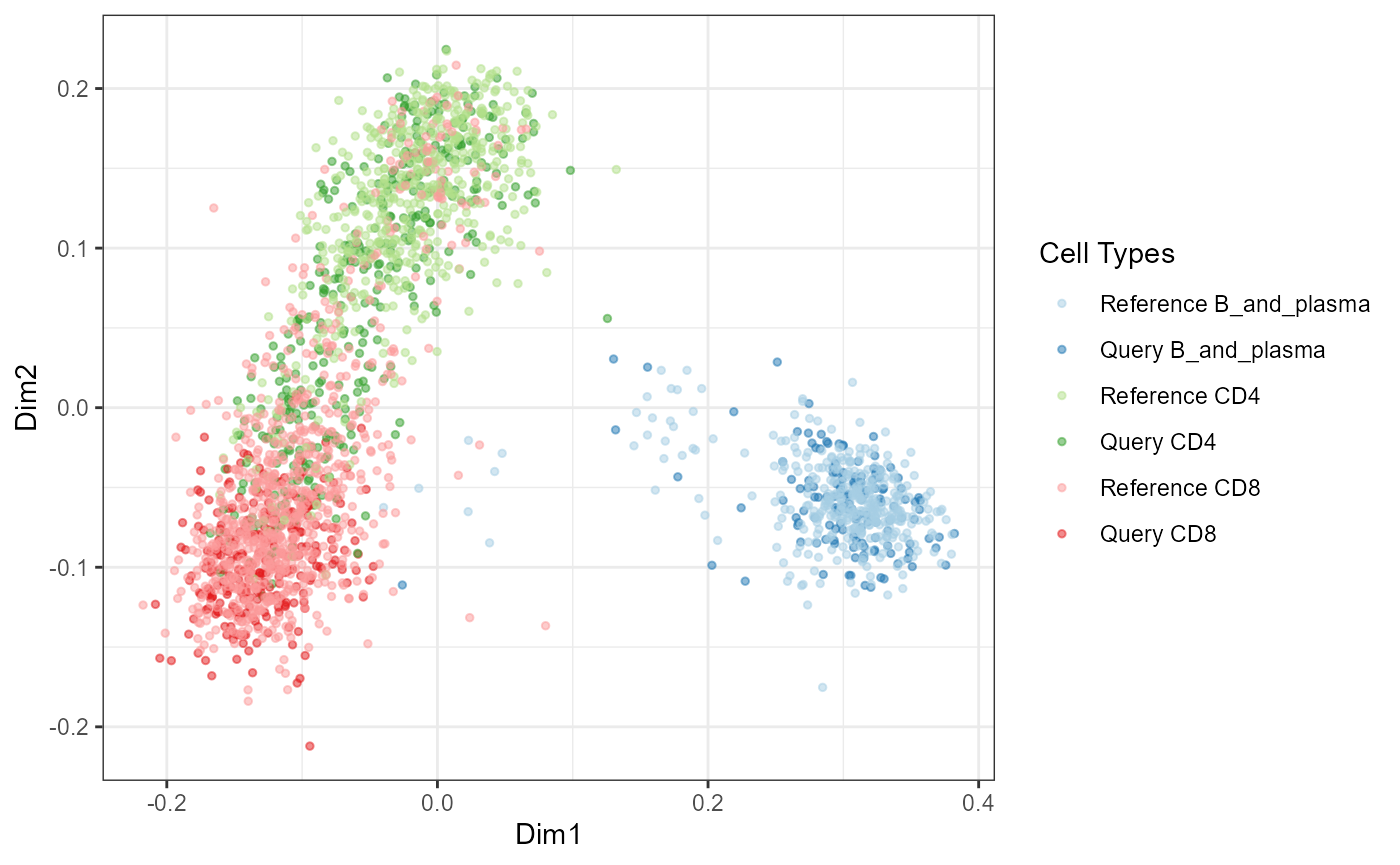 0.2
0.1
0.0
-0.1
-0.2
Dim2
-0.2
0.0
0.2
0.4
Dim1
Cell Types
Reference B_and_plasma
Query B_and_plasma
Reference CD4
Query CD4
Reference CD8
Query CD8